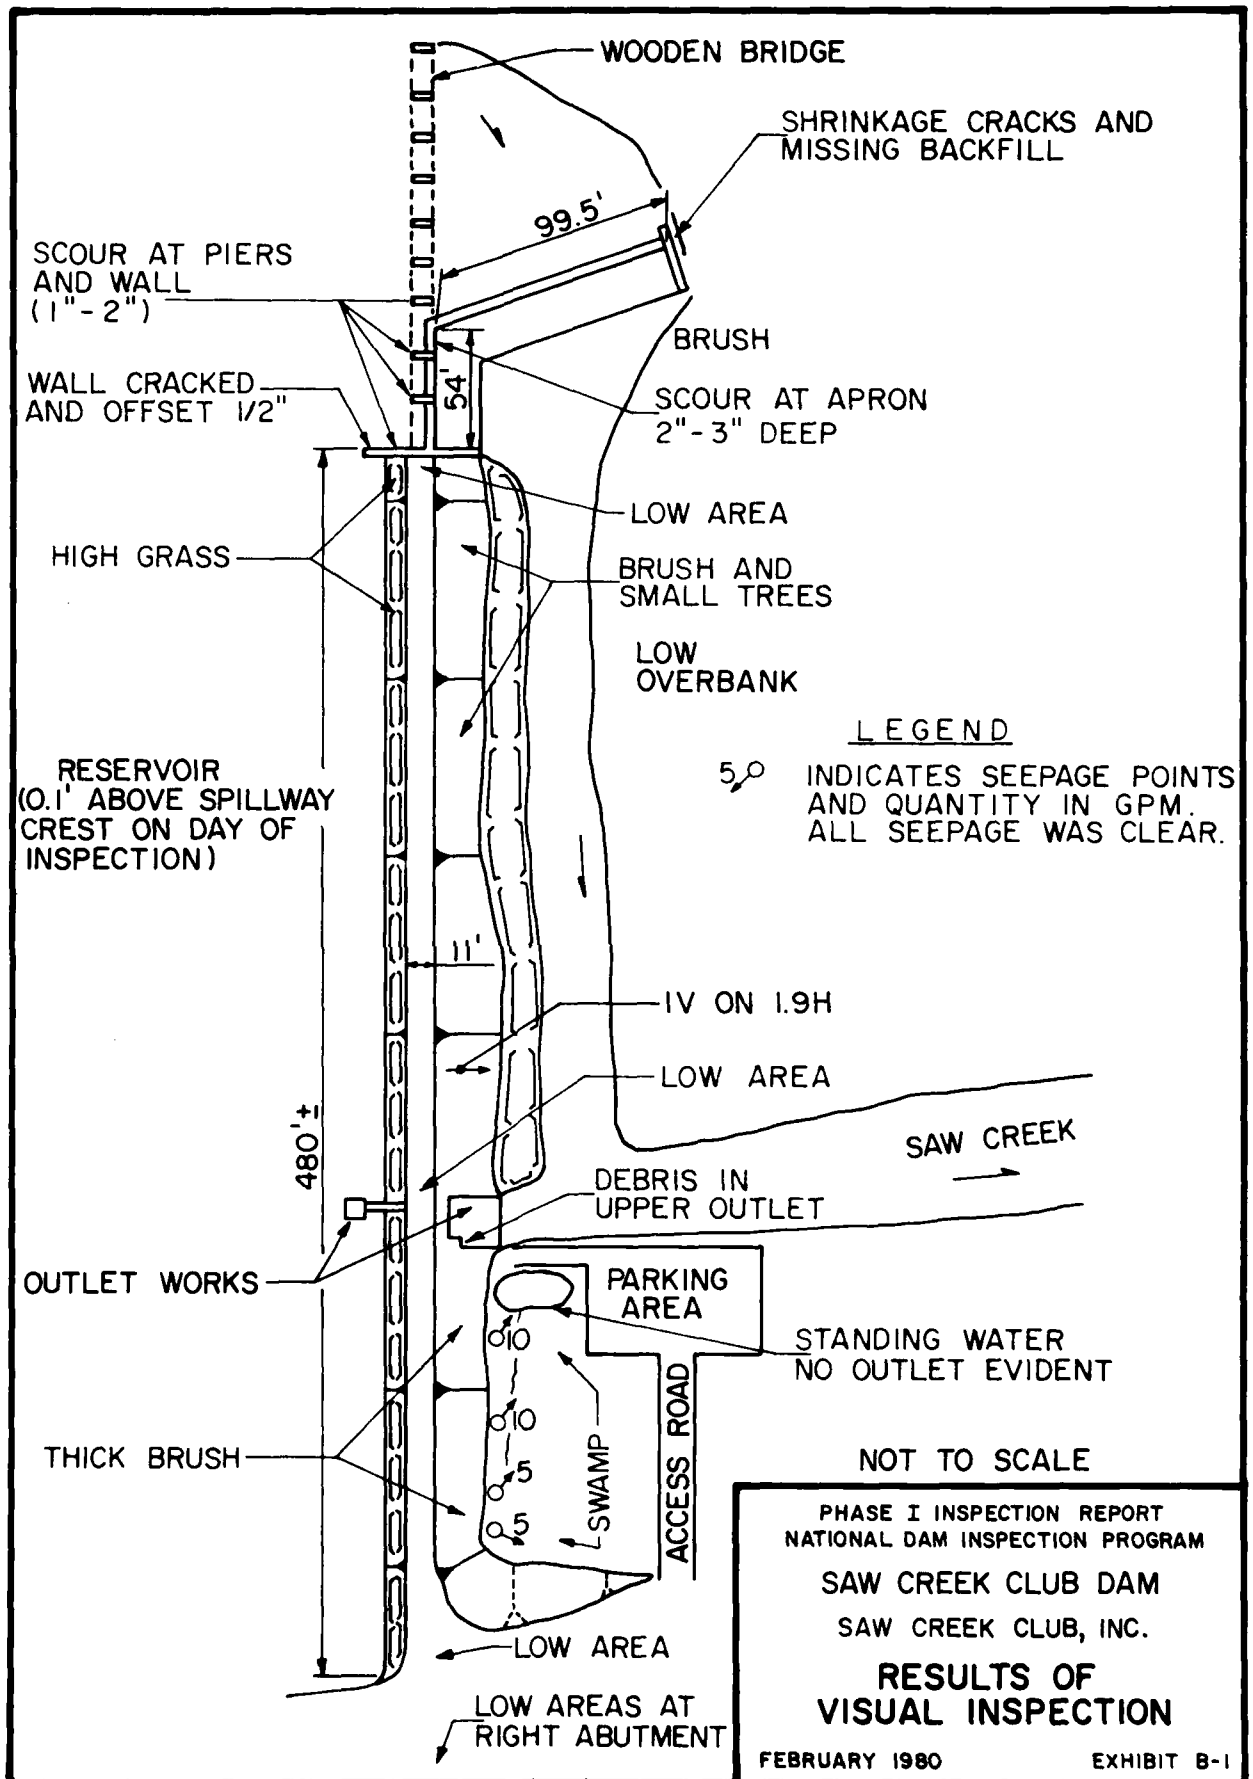 WOODEN BRIDGE
SHRINKAGE CRACKS AND
MISSING BACKFILL
99.5'
SCOUR AT PIERS
AND WALL
(1"-2")
BRUSH
54'
WALL CRACKED
AND OFFSET 1/2"
SCOUR AT APRON
2"-3" DEEP
LOW AREA
HIGH GRASS
BRUSH AND
SMALL TREES
LOW
OVERBANK
LEGEND
5
INDICATES SEEPAGE POINTS
AND QUANTITY IN GPM.
ALL SEEPAGE WAS CLEAR.
RESERVOIR
(0.1' ABOVE SPILLWAY
CREST ON DAY OF
INSPECTION)
11'
1V ON 1.9H
LOW AREA
480'±
SAW CREEK
DEBRIS IN
UPPER OUTLET
OUTLET WORKS
PARKING
AREA
10
STANDING WATER
NO OUTLET EVIDENT
10
THICK BRUSH
5
5
SWAMP
ACCESS ROAD
NOT TO SCALE
LOW AREA
LOW AREAS AT
RIGHT ABUTMENT
PHASE I INSPECTION REPORT
NATIONAL DAM INSPECTION PROGRAM
SAW CREEK CLUB DAM
SAW CREEK CLUB, INC.
RESULTS OF
VISUAL INSPECTION
FEBRUARY 1980
EXHIBIT B-1